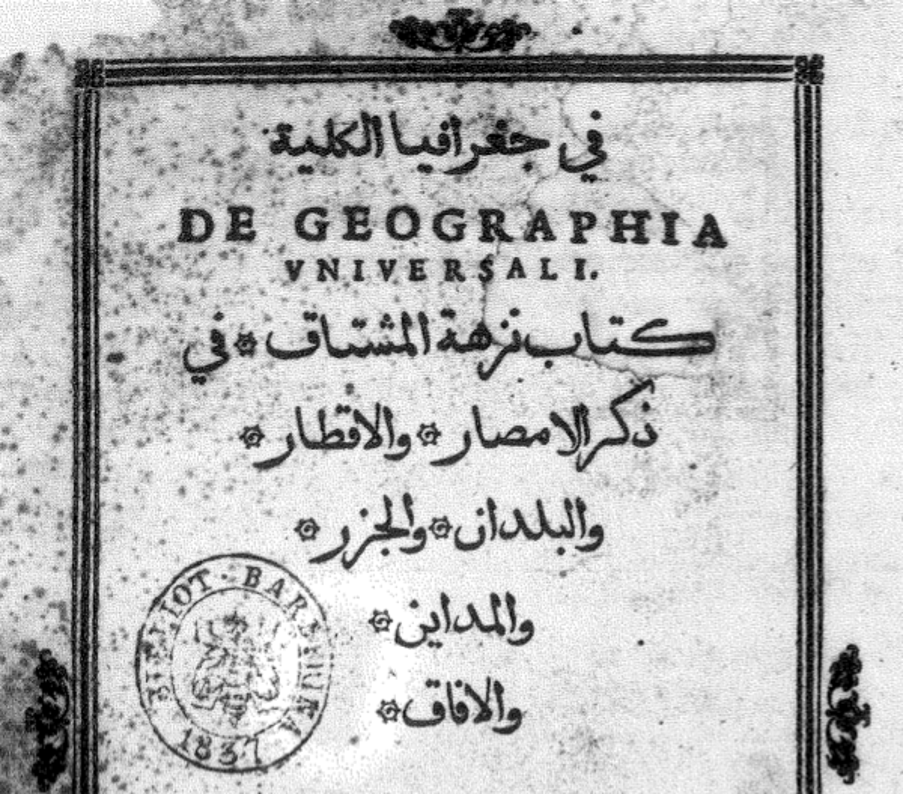 في جغرافيا الكلية
DE GEOGRAPHIA
VNIVERSALI.
كتاب نزهة المشتاق ۞ في
ذكر الامصار ۞ والاقطار ۞
والبلدان ۞ والجزر ۞
والمداين ۞
والافاق ۞
BIBLIOT · BARBERINA
1837